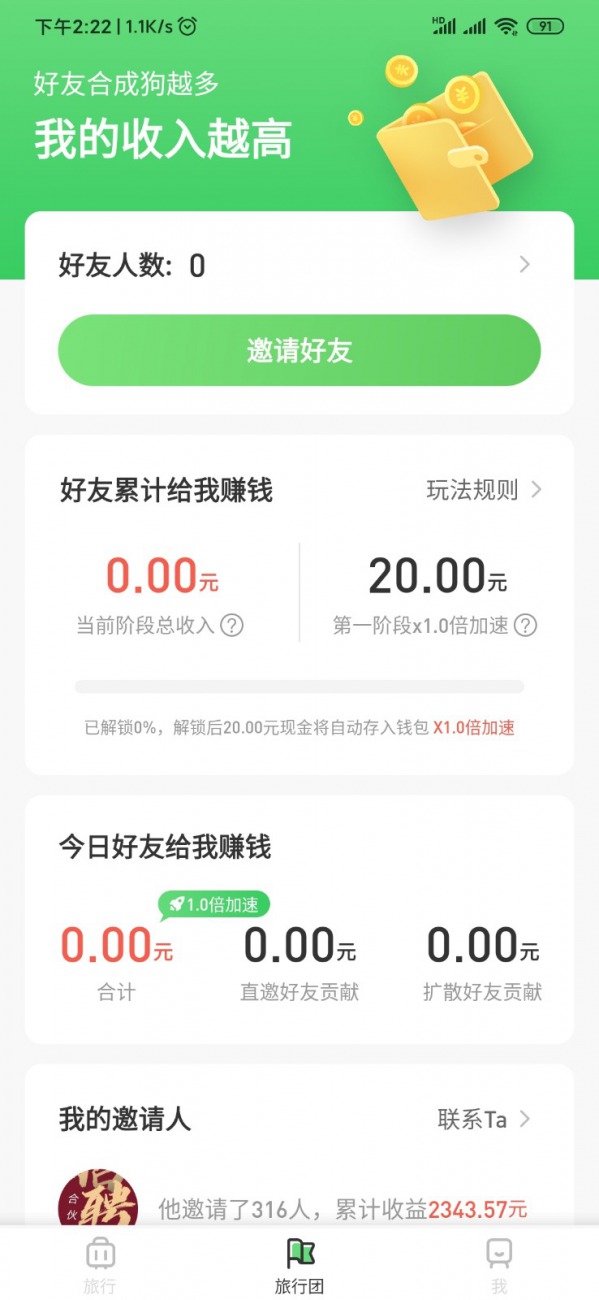 下午2:22 | 1.1K/s
HD
91
好友合成狗越多
我的收入越高
好友人数: 0
邀请好友
好友累计给我赚钱
玩法规则
0.00元
20.00元
当前阶段总收入?
第一阶段x1.0倍加速?
已解锁0%，解锁后20.00元现金将自动存入钱包 X1.0倍加速
今日好友给我赚钱
1.0倍加速
0.00元
0.00元
0.00元
合计
直邀好友贡献
扩散好友贡献
我的邀请人
联系Ta
合伙
聘
他邀请了316人，累计收益2343.57元
旅行
旅行团
我